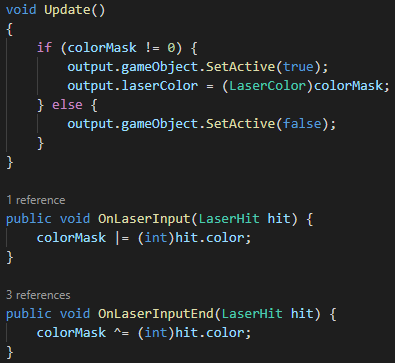 void Update()
{
    if (colorMask != 0) {
        output.gameObject.SetActive(true);
        output.laserColor = (LaserColor)colorMask;
    } else {
        output.gameObject.SetActive(false);
    }
}
1 reference
public void OnLaserInput(LaserHit hit) {
    colorMask |= (int)hit.color;
}
3 references
public void OnLaserInputEnd(LaserHit hit) {
    colorMask ^= (int)hit.color;
}